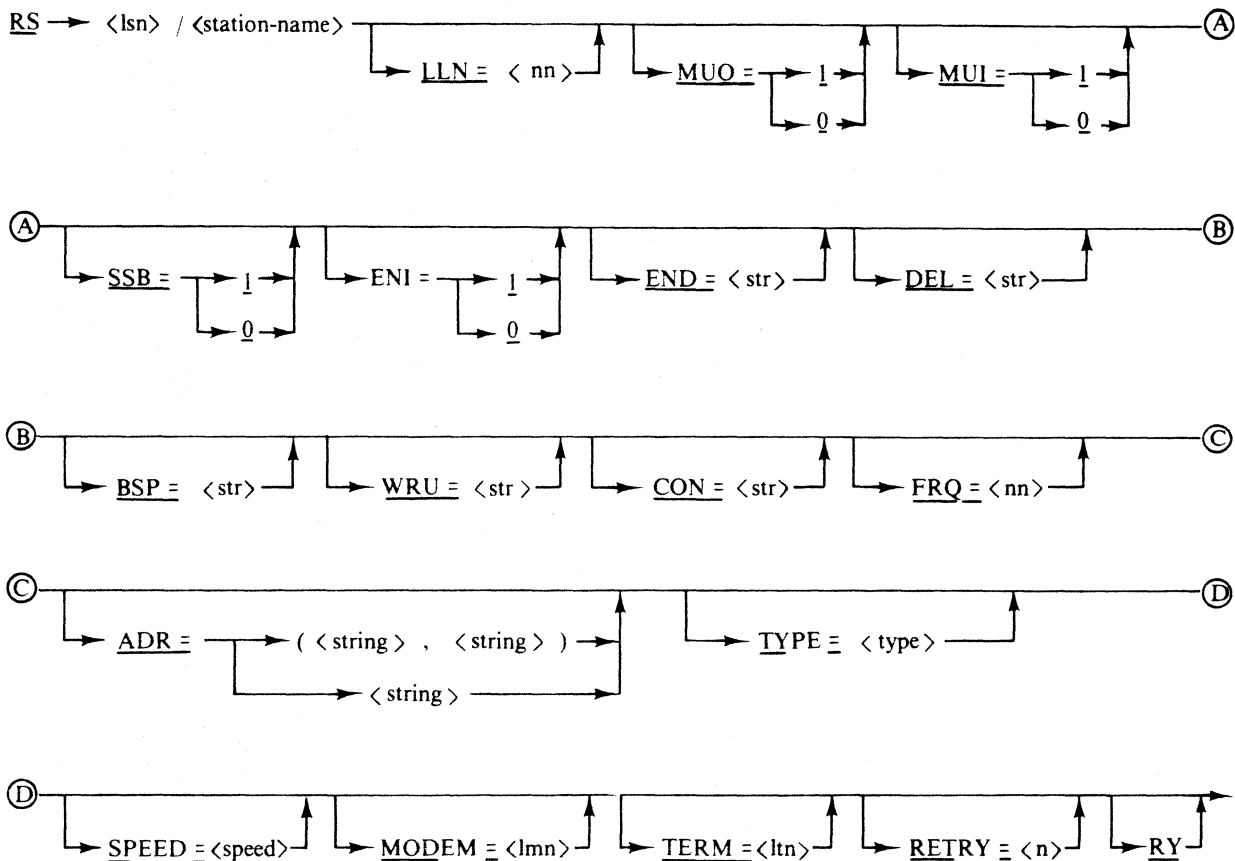 RS <lsn> / <station-name> A
LLN = <nn> MUO = 1 MUI = 1
0 0
A B
SSB = 1 ENI = 1 END = <str> DEL = <str>
0 0
B C
BSP = <str> WRU = <str> CON = <str> FRQ = <nn>
C D
ADR = ( <string> , <string> ) TYPE = <type>
<string>
D
SPEED = <speed> MODEM = <lmn> TERM = <ltn> RETRY = <n> RY